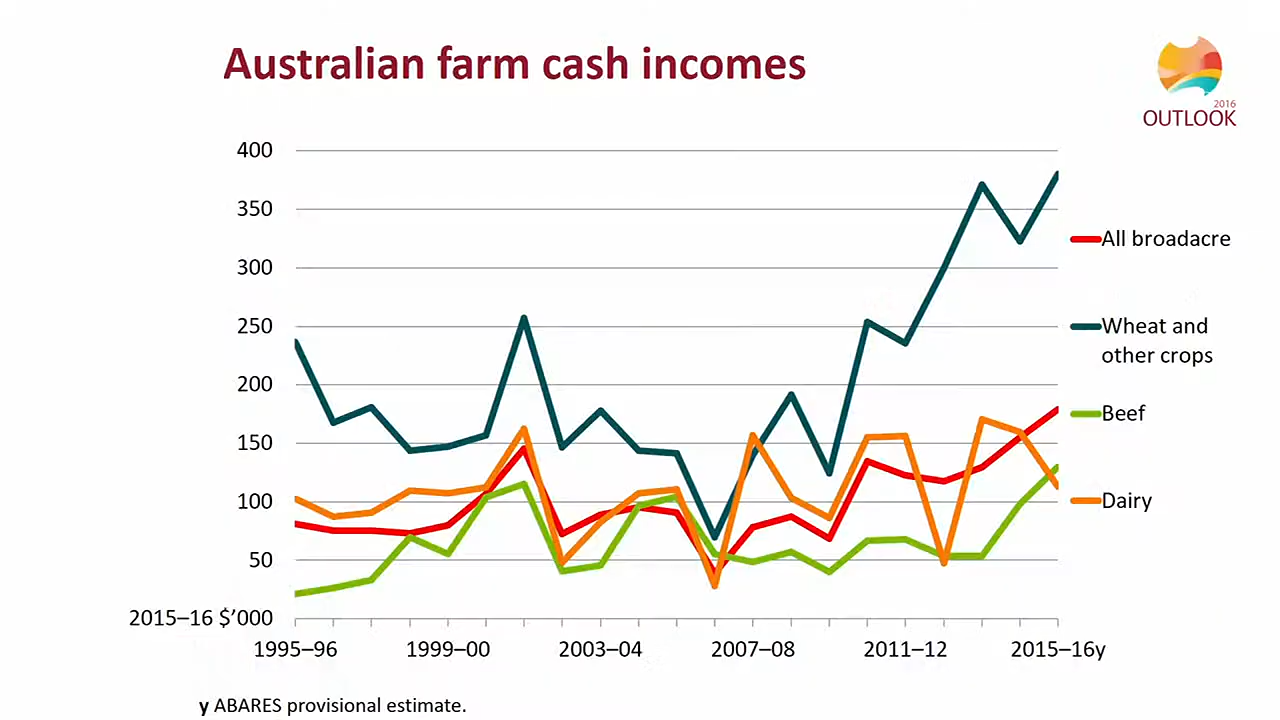 Australian farm cash incomes
2016
OUTLOOK
400
350
300
250
200
150
100
50
2015–16 $’000
1995–96
1999–00
2003–04
2007–08
2011–12
2015–16y
All broadacre
Wheat and
other crops
Beef
Dairy
y ABARES provisional estimate.